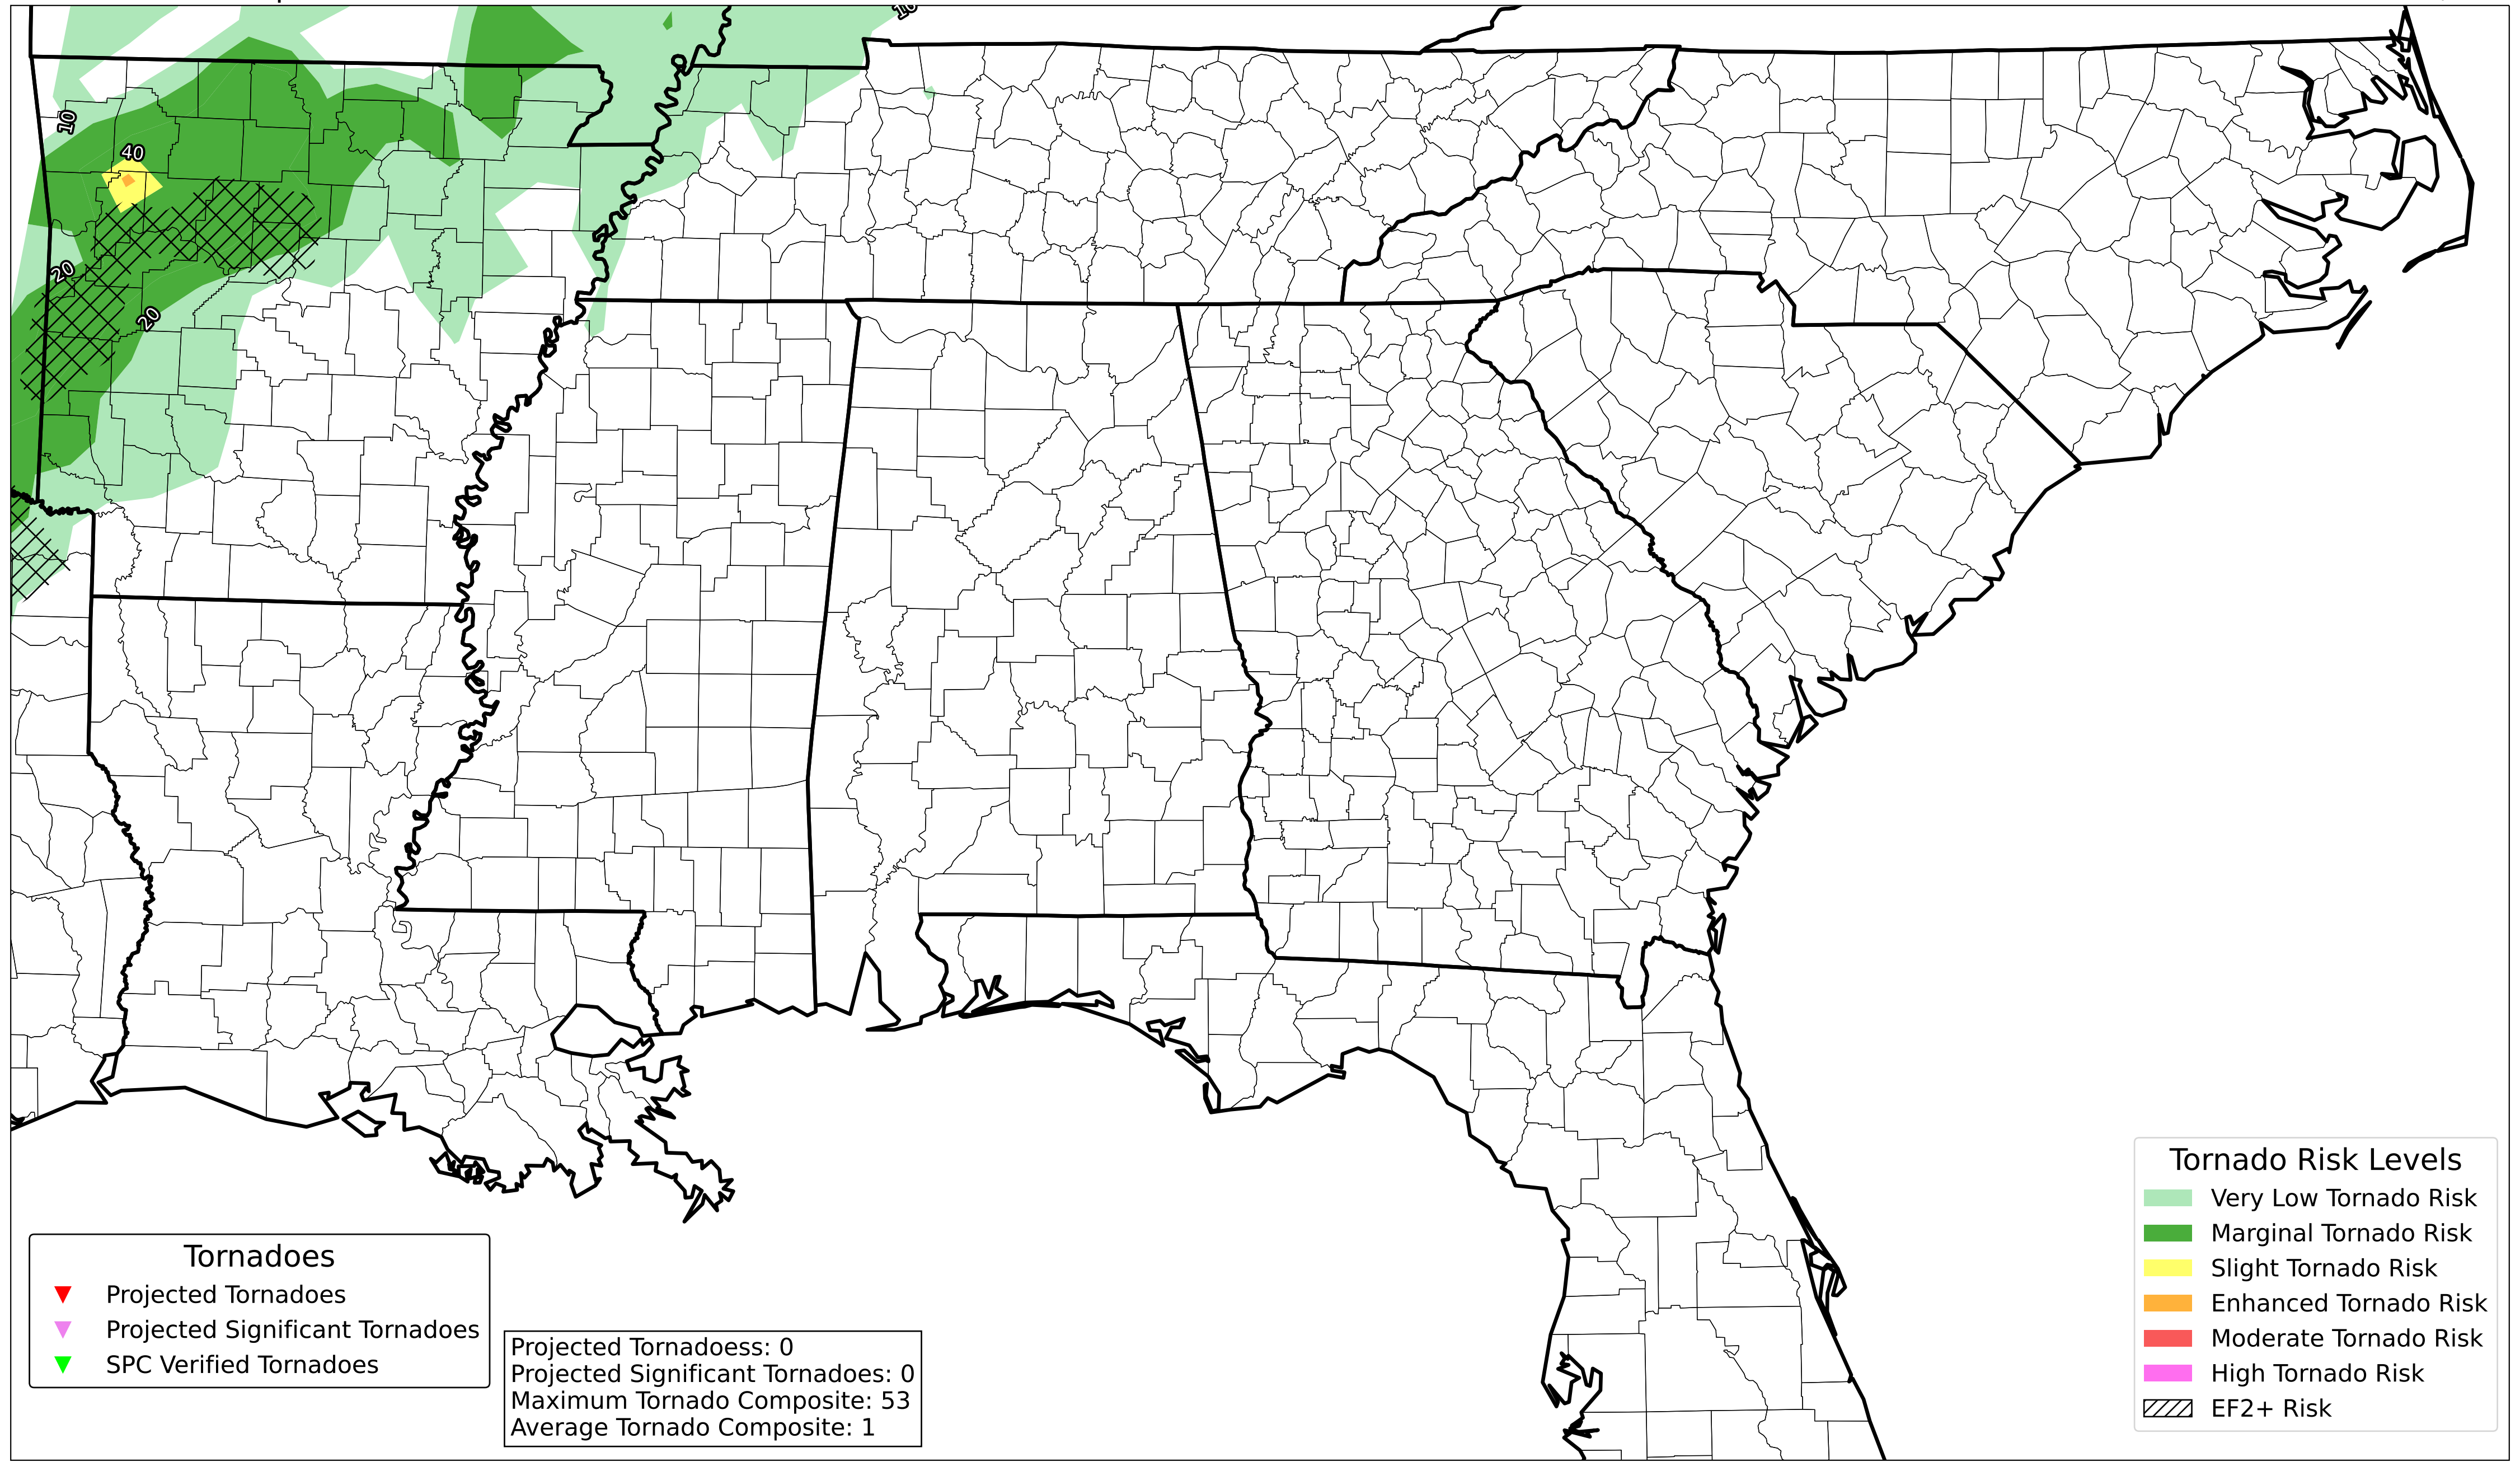 10
10
40
20
20
Tornado Risk Levels
Very Low Tornado Risk
Marginal Tornado Risk
Slight Tornado Risk
Enhanced Tornado Risk
Moderate Tornado Risk
High Tornado Risk
EF2+ Risk
Tornadoes
Projected Tornadoes
Projected Significant Tornadoes
SPC Verified Tornadoes
Projected Tornadoess: 0
Projected Significant Tornadoes: 0
Maximum Tornado Composite: 53
Average Tornado Composite: 1